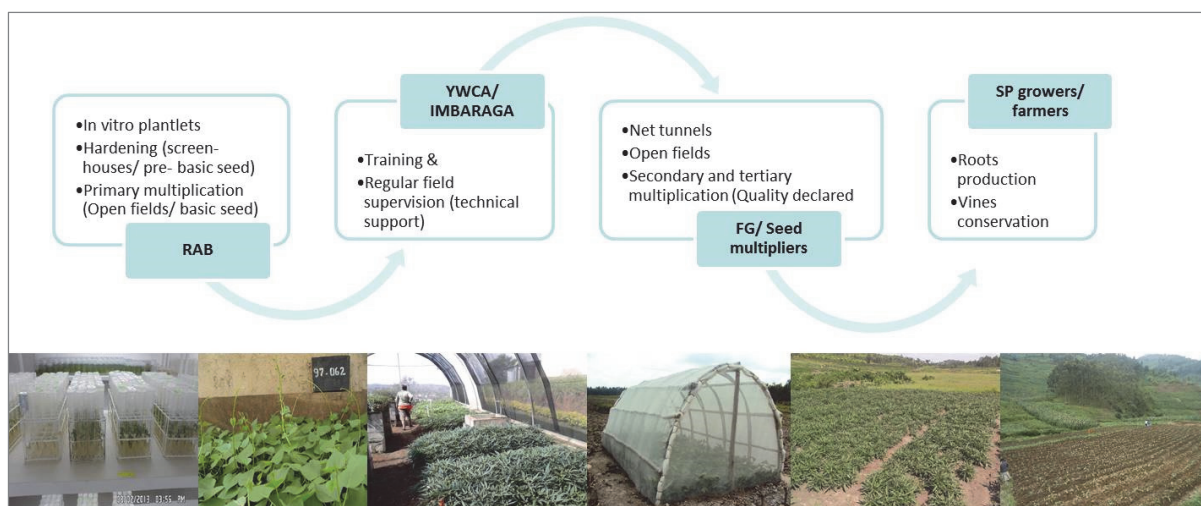 •In vitro plantlets
•Hardening (screen-
houses/ pre- basic seed)
•Primary multiplication
(Open fields/ basic seed)
RAB
YWCA/
IMBARAGA
•Training &
•Regular field
supervision (technical
support)
•Net tunnels
•Open fields
•Secondary and tertiary
multiplication (Quality declared
FG/ Seed
multipliers
SP growers/
farmers
•Roots
production
•Vines
conservation
97.062